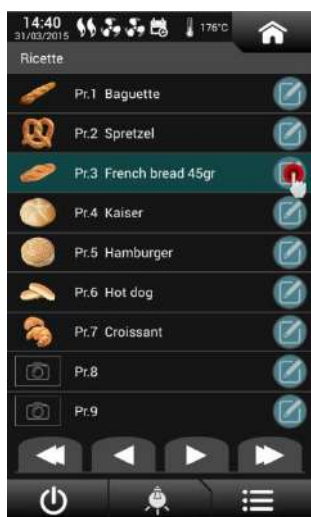 14:40
31/03/2015
176°C
Ricette
Pr.1 Baguette
Pr.2 Spretzel
Pr.3 French bread 45gr
Pr.4 Kaiser
Pr.5 Hamburger
Pr.6 Hot dog
Pr.7 Croissant
Pr.8
Pr.9